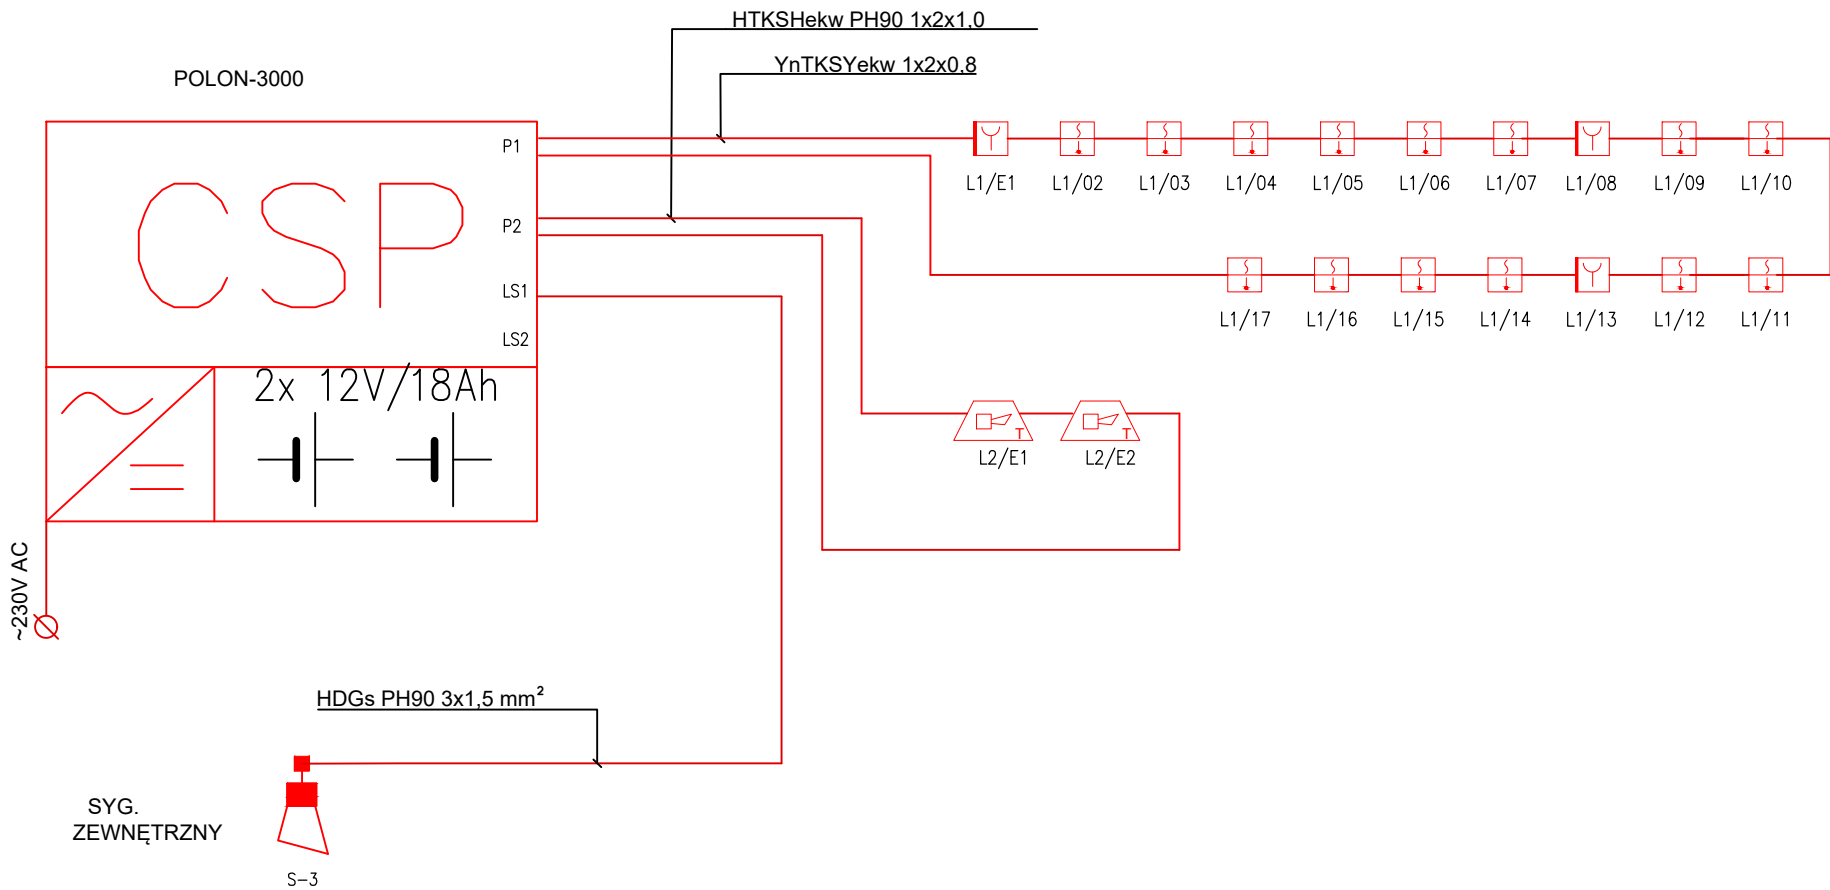 HTKSHekw PH90 1x2x1,0
YnTKSYekw 1x2x0,8
POLON-3000
CSP
P1
P2
LS1
LS2
L1/E1 L1/02 L1/03 L1/04 L1/05 L1/06 L1/07 L1/08 L1/09 L1/10
L1/17 L1/16 L1/15 L1/14 L1/13 L1/12 L1/11
2x 12V/18Ah
T T
L2/E1 L2/E2
~230V AC
HDGs PH90 3x1,5 mm²
SYG.
ZEWNĘTRZNY
S-3